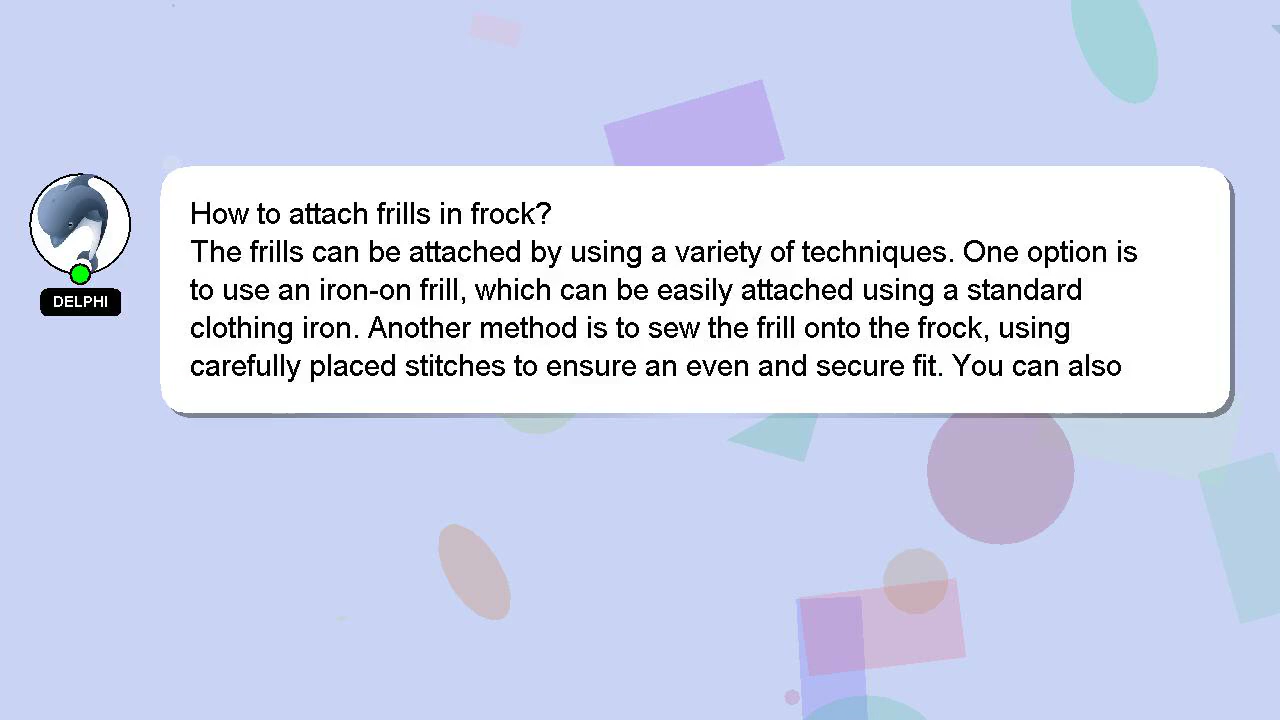 How to attach frills in frock?
The frills can be attached by using a variety of techniques. One option is
to use an iron-on frill, which can be easily attached using a standard
clothing iron. Another method is to sew the frill onto the frock, using
carefully placed stitches to ensure an even and secure fit. You can also
DELPHI